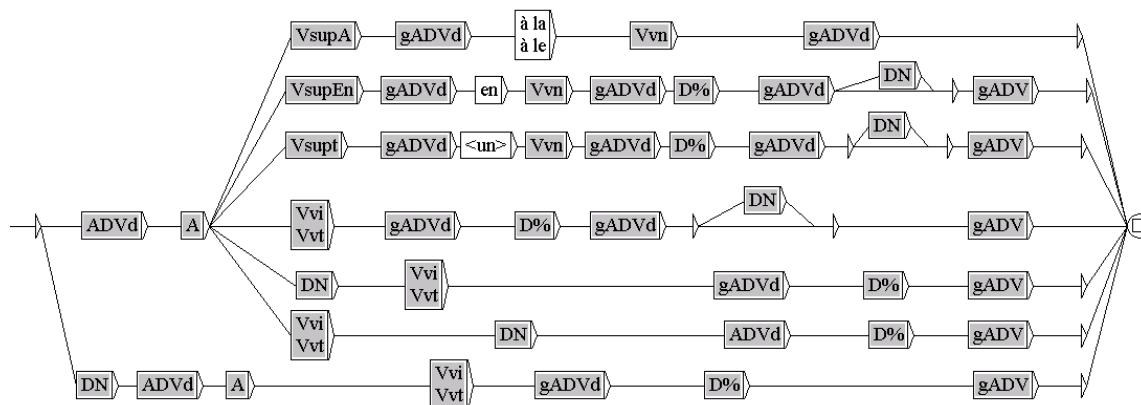 VsupA gADVd à la Vvn gADVd
à le
VsupEn gADVd en Vvn gADVd D% gADVd DN gADV
Vsupt gADVd <un> Vvn gADVd D% gADVd DN gADV
ADVd A Vvi gADVd D% gADVd DN gADV
Vvt
DN Vvi gADVd D% gADV
Vvt
Vvi DN ADVd D% gADV
Vvt
DN ADVd A Vvi gADVd D% gADV
Vvt